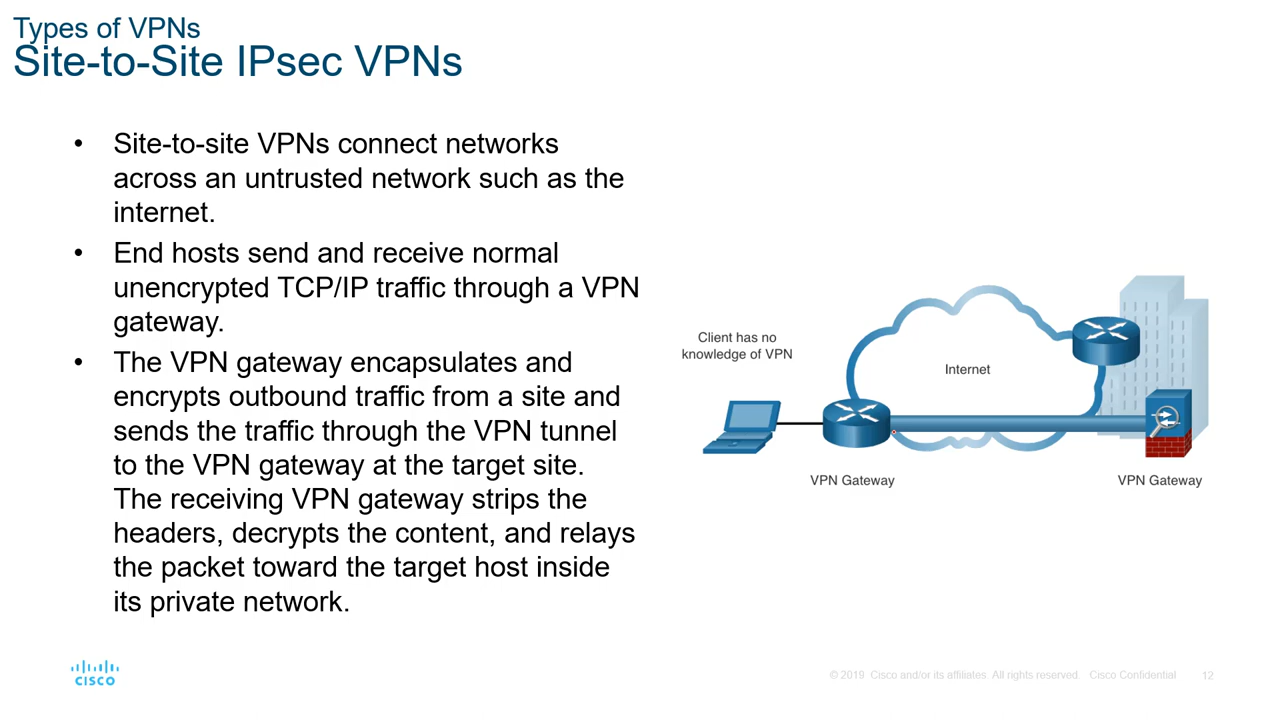 Types of VPNs
Site-to-Site IPsec VPNs
• Site-to-site VPNs connect networks
across an untrusted network such as the
internet.
• End hosts send and receive normal
unencrypted TCP/IP traffic through a VPN
gateway.
• The VPN gateway encapsulates and
encrypts outbound traffic from a site and
sends the traffic through the VPN tunnel
to the VPN gateway at the target site.
The receiving VPN gateway strips the
headers, decrypts the content, and relays
the packet toward the target host inside
its private network.
Client has no
knowledge of VPN
Internet
VPN Gateway
VPN Gateway
CISCO
© 2019 Cisco and/or its affiliates. All rights reserved. Cisco Confidential
12